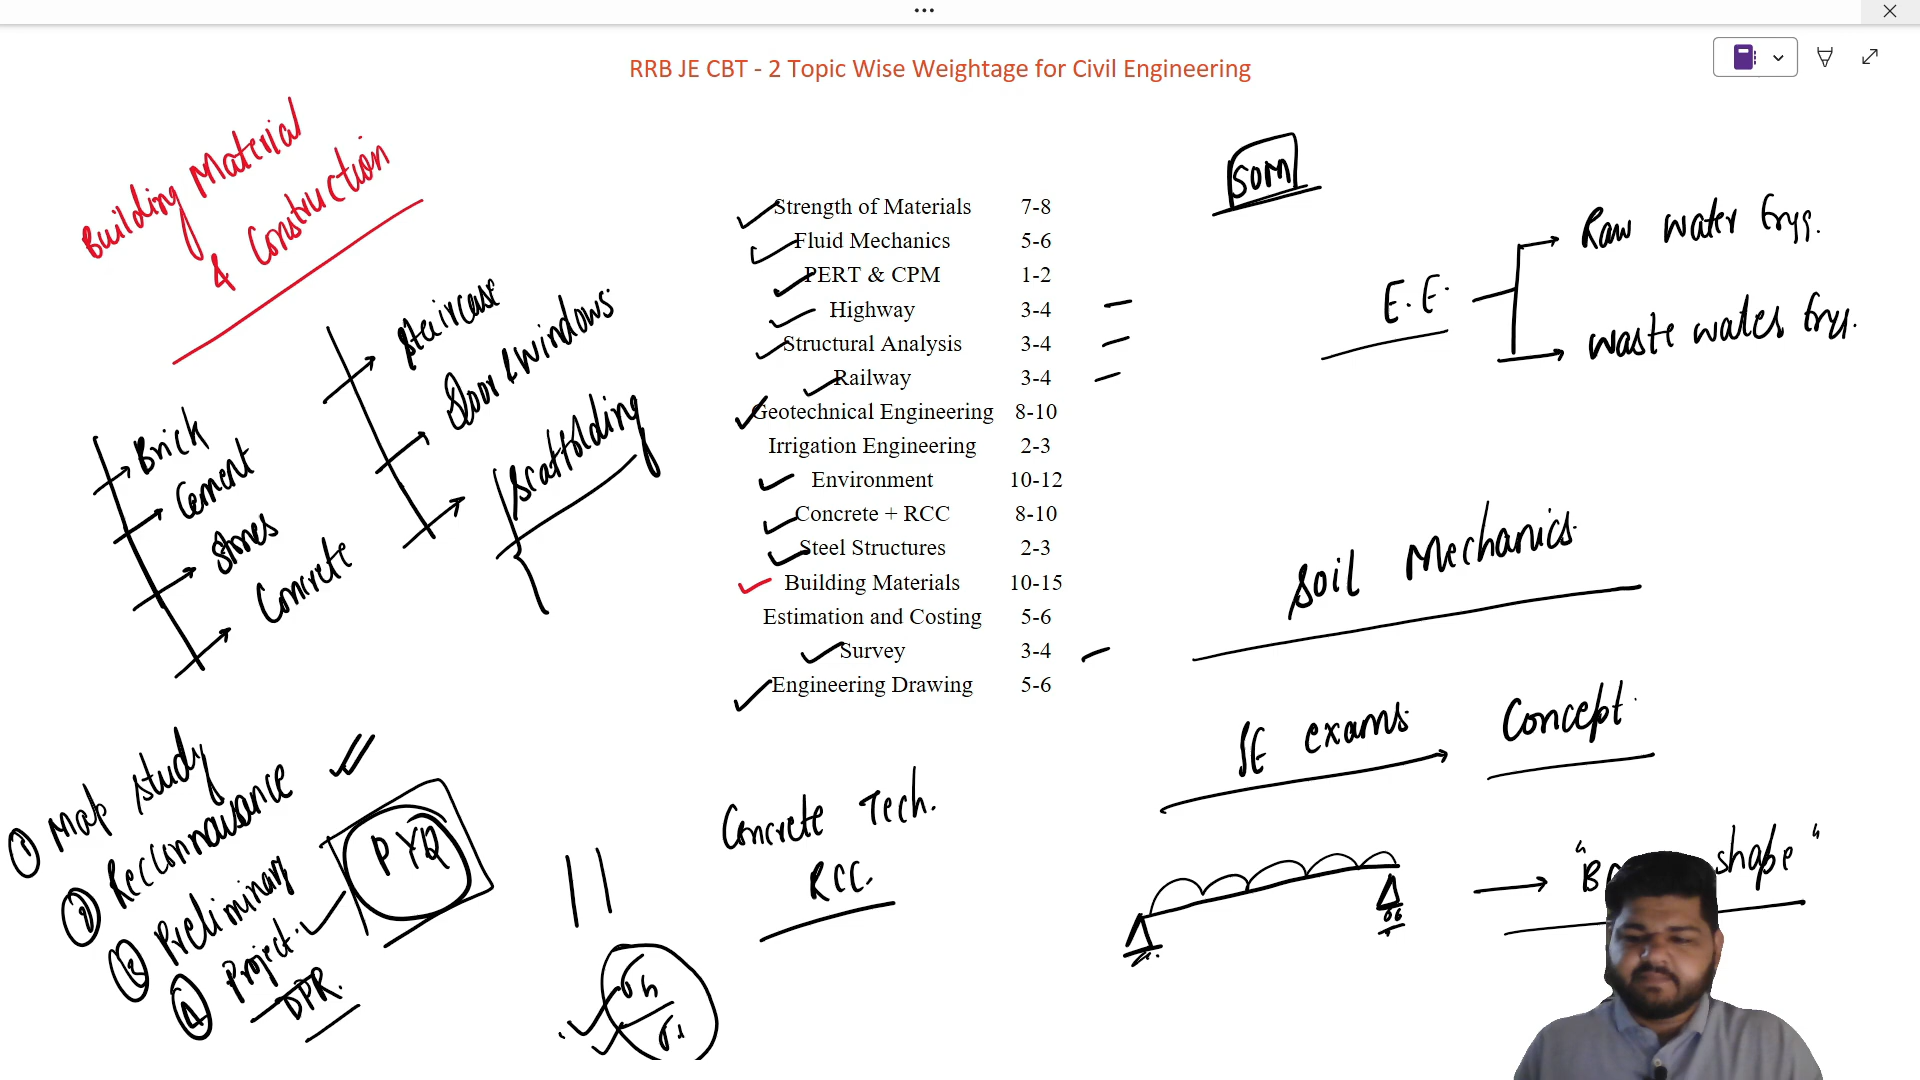 RRB JE CBT - 2 Topic Wise Weightage for Civil Engineering
Building Material
& Construction
Brick
Cement
Stones
Concrete
Staircase
Door & Windows
Scaffolding
Strength of Materials 7-8
Fluid Mechanics 5-6
PERT & CPM 1-2
Highway 3-4
Structural Analysis 3-4
Railway 3-4
Geotechnical Engineering 8-10
Irrigation Engineering 2-3
Environment 10-12
Concrete + RCC 8-10
Steel Structures 2-3
Building Materials 10-15
Estimation and Costing 5-6
Survey 3-4
Engineering Drawing 5-6
SOM
E.E.
Raw water
waste water
Soil Mechanics
JE exams
Concept
shape"
① Map study
② Reconnaisance
③ Preliminary
④ Project
DPR.
PYQ
Concrete Tech.
RCC.